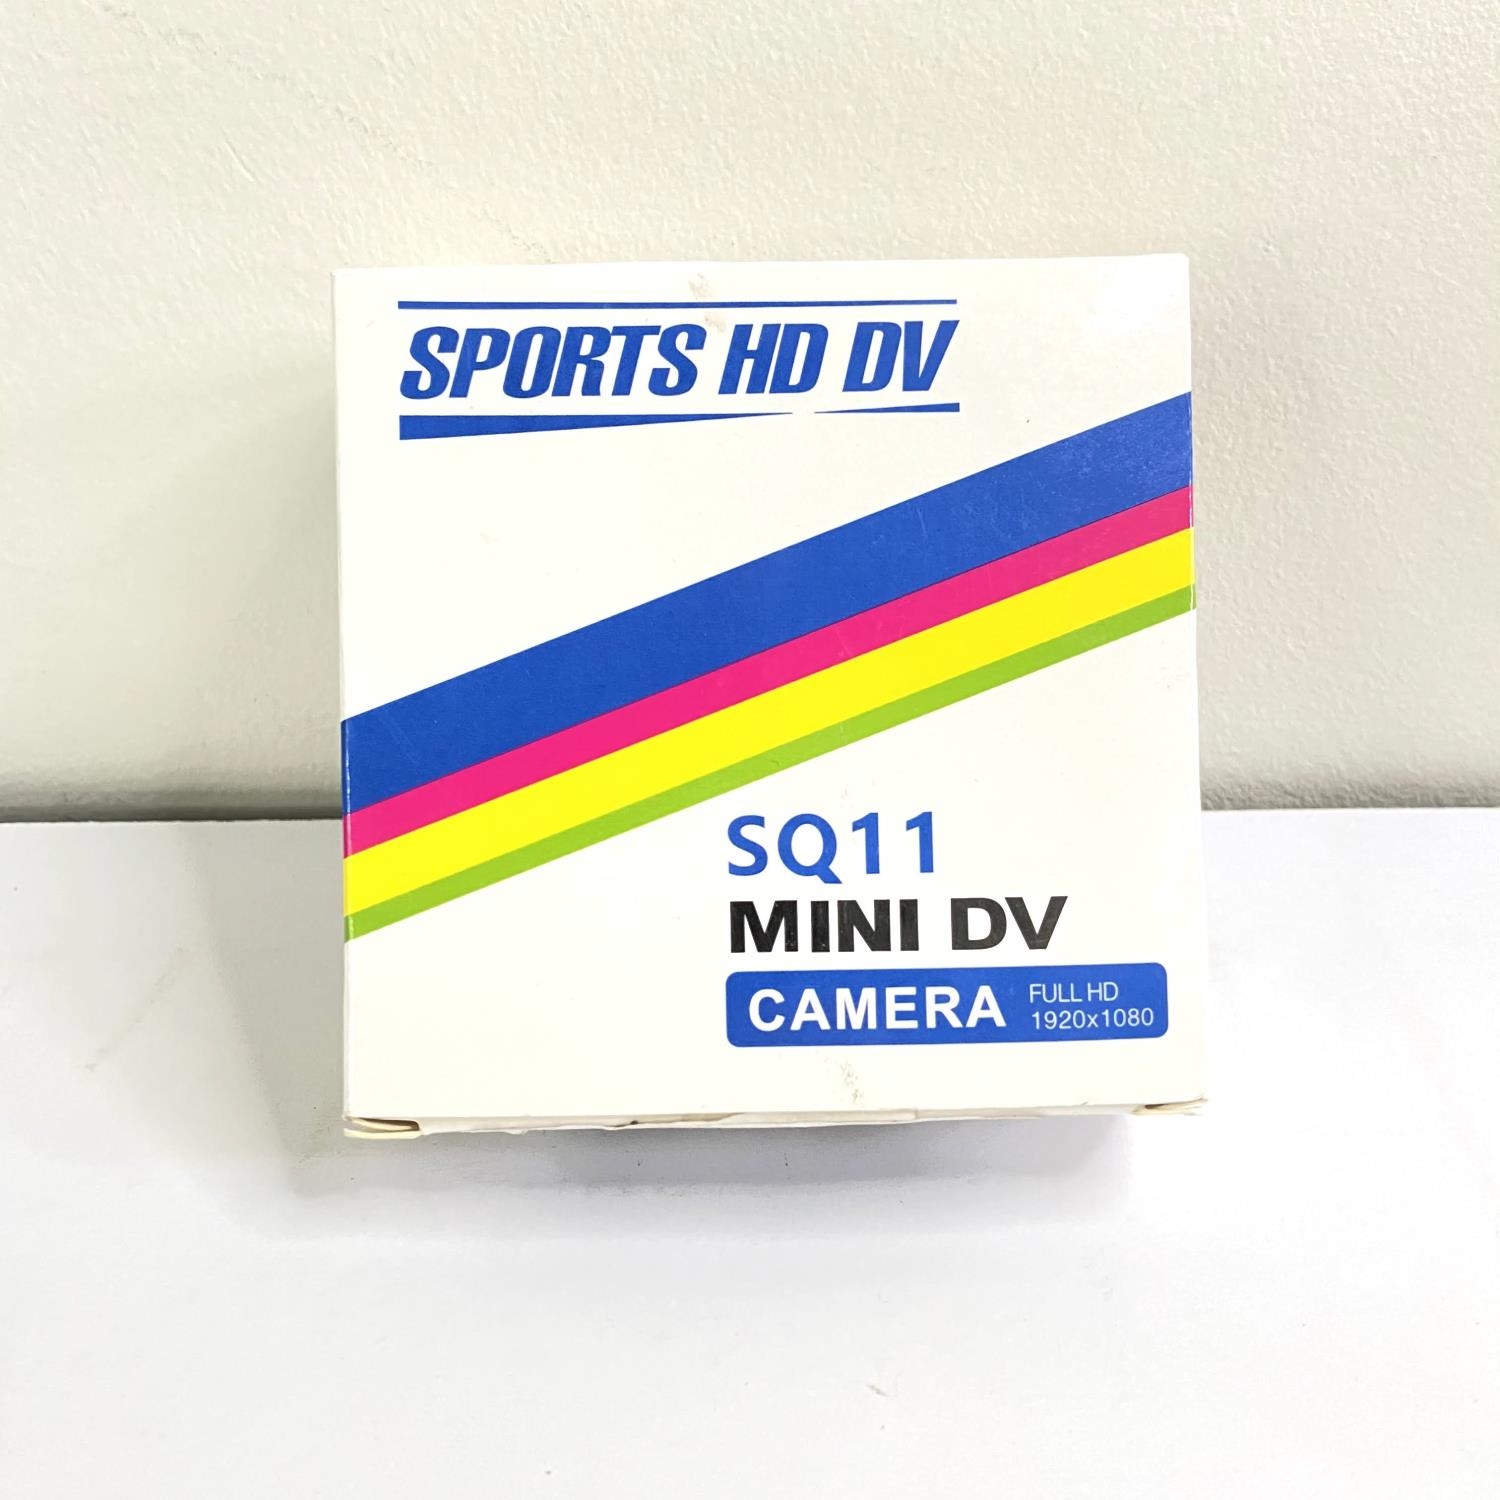 SPORTS HD DV
SQ11
MINI DV
CAMERA
FULL HD
1920x1080